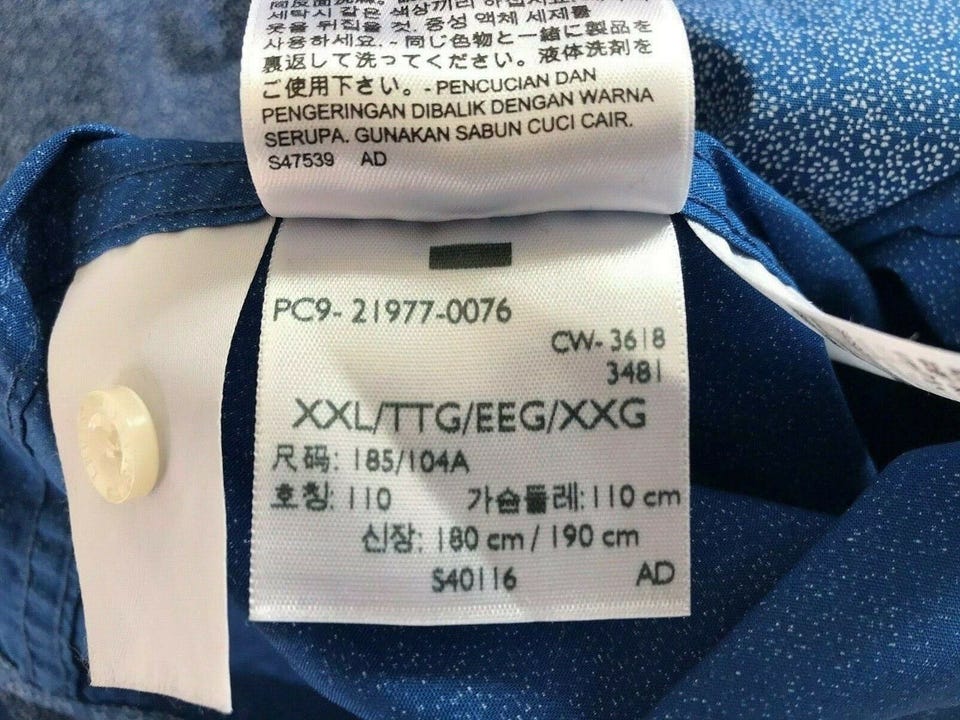 세탁시 같은 색상끼리 하십시요.
옷을 뒤집을 것. 중성 액체 세제를
사용하세요. - 同じ色物と一緒に製品を
裏返して洗ってください。液体洗剤を
ご使用下さい。- PENCUCIAN DAN
PENGERINGAN DIBALIK DENGAN WARNA
SERUPA. GUNAKAN SABUN CUCI CAIR.
S47539 AD
PC9- 21977-0076
CW- 3618
3481
XXL/TTG/EEG/XXG
尺码: 185/104A
호칭: 110 가슴둘레: 110 cm
신장: 180 cm / 190 cm
S40116 AD